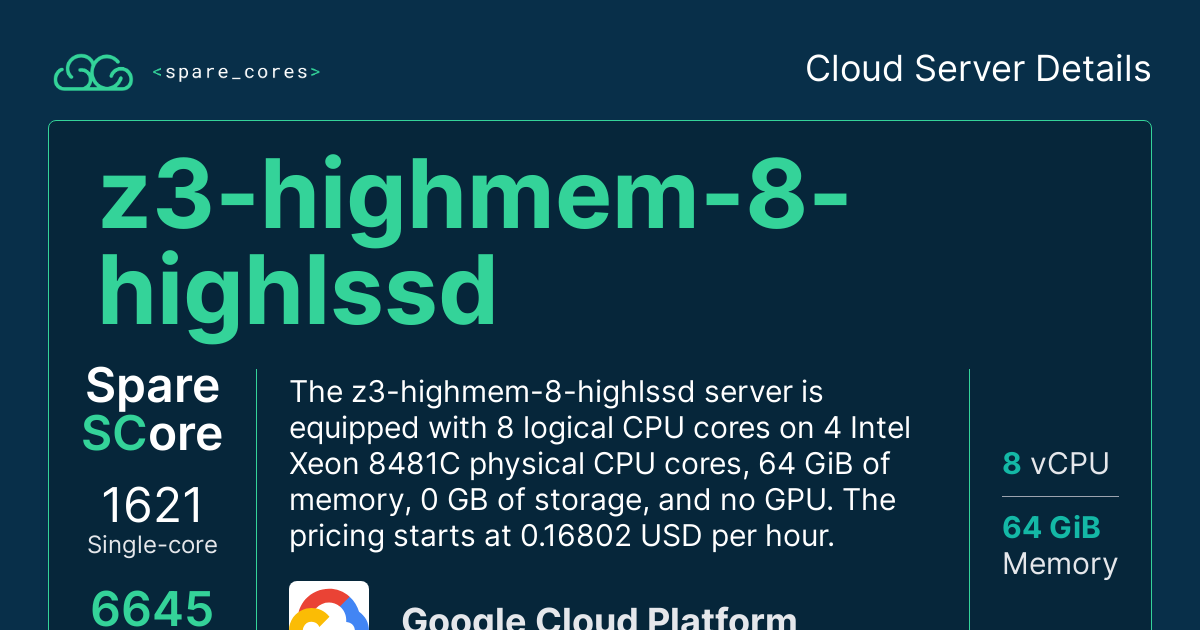 <spare_cores>
Cloud Server Details
z3-highmem-8-
highlssd
Spare
SCore
1621
Single-core
6645
The z3-highmem-8-highlssd server is
equipped with 8 logical CPU cores on 4 Intel
Xeon 8481C physical CPU cores, 64 GiB of
memory, 0 GB of storage, and no GPU. The
pricing starts at 0.16802 USD per hour.
Google Cloud Platform
8 vCPU
64 GiB
Memory